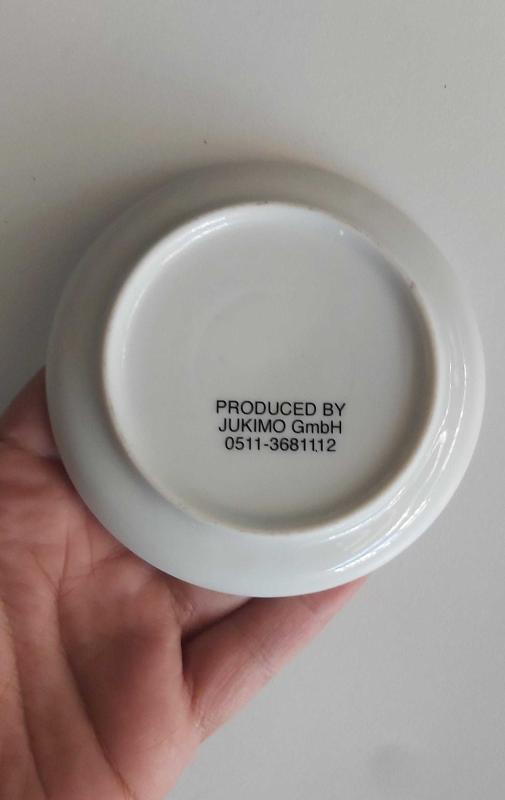 PRODUCED BY
JUKIMO GmbH
0511-3681112